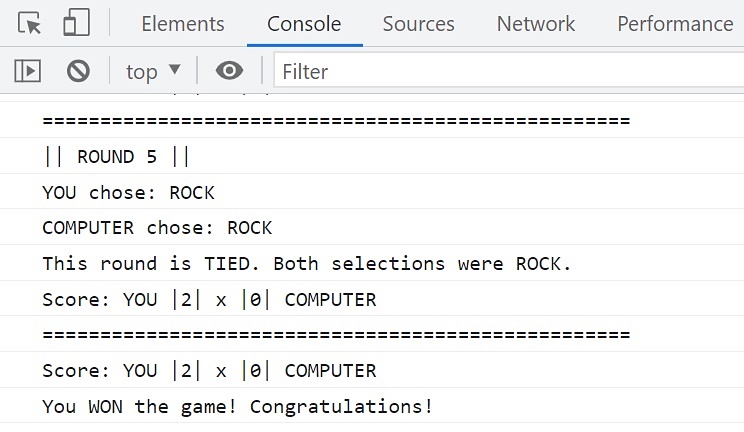 Elements Console Sources Network Performance
top ▼ Filter
====================================================
|| ROUND 5 ||
YOU chose: ROCK
COMPUTER chose: ROCK
This round is TIED. Both selections were ROCK.
Score: YOU |2| x |0| COMPUTER
====================================================
Score: YOU |2| x |0| COMPUTER
You WON the game! Congratulations!